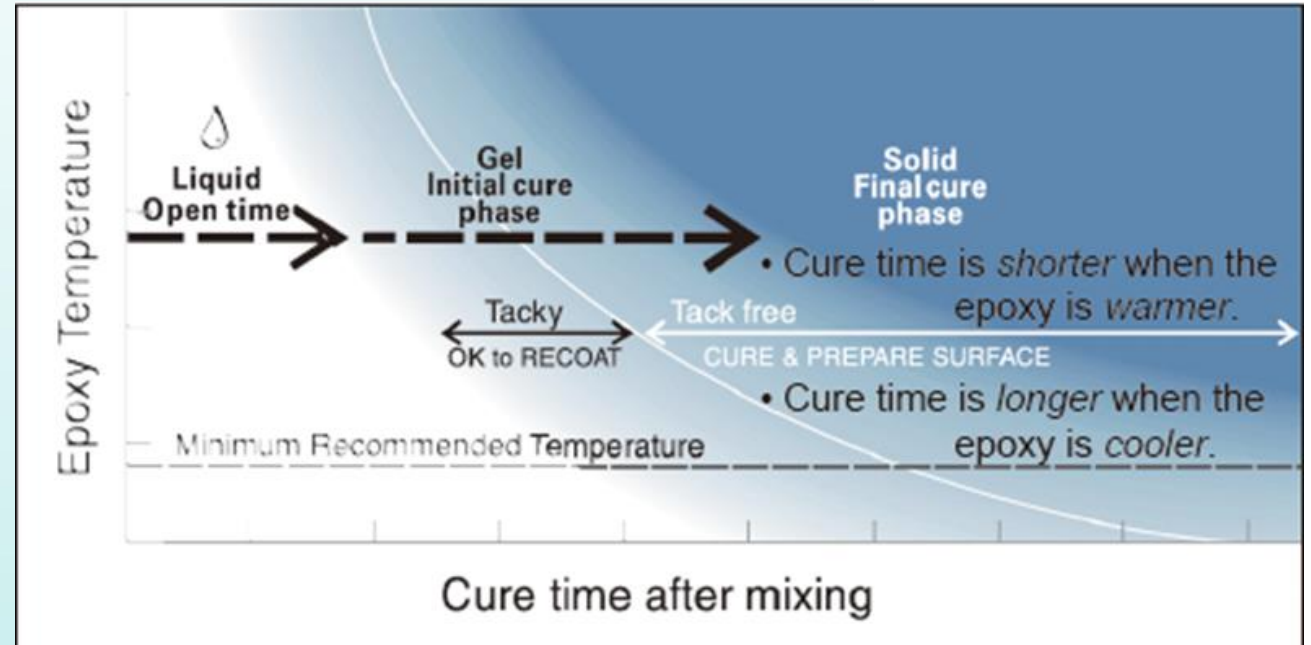 Epoxy Temperature
Liquid
Open time
Gel
Initial cure
phase
Solid
Final cure
phase
• Cure time is shorter when the
epoxy is warmer.
Tacky
OK to RECOAT
Tack free
CURE & PREPARE SURFACE
• Cure time is longer when the
epoxy is cooler.
Minimum Recommended Temperature
Cure time after mixing